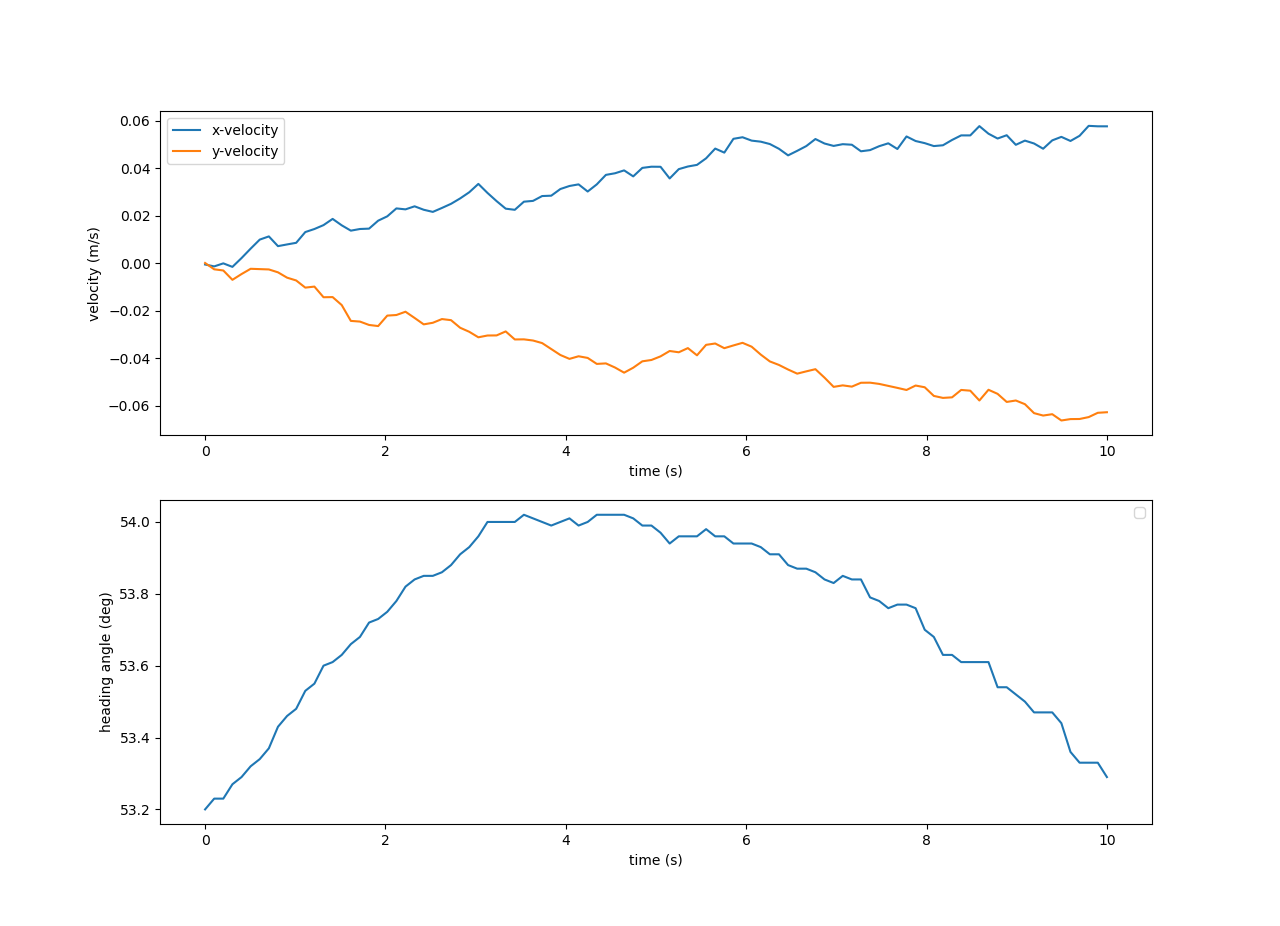 0.06
0.04
0.02
0.00
−0.02
−0.04
−0.06
velocity (m/s)
x-velocity
y-velocity
0 2 4 6 8 10
time (s)
54.0
53.8
53.6
53.4
53.2
heading angle (deg)
0 2 4 6 8 10
time (s)